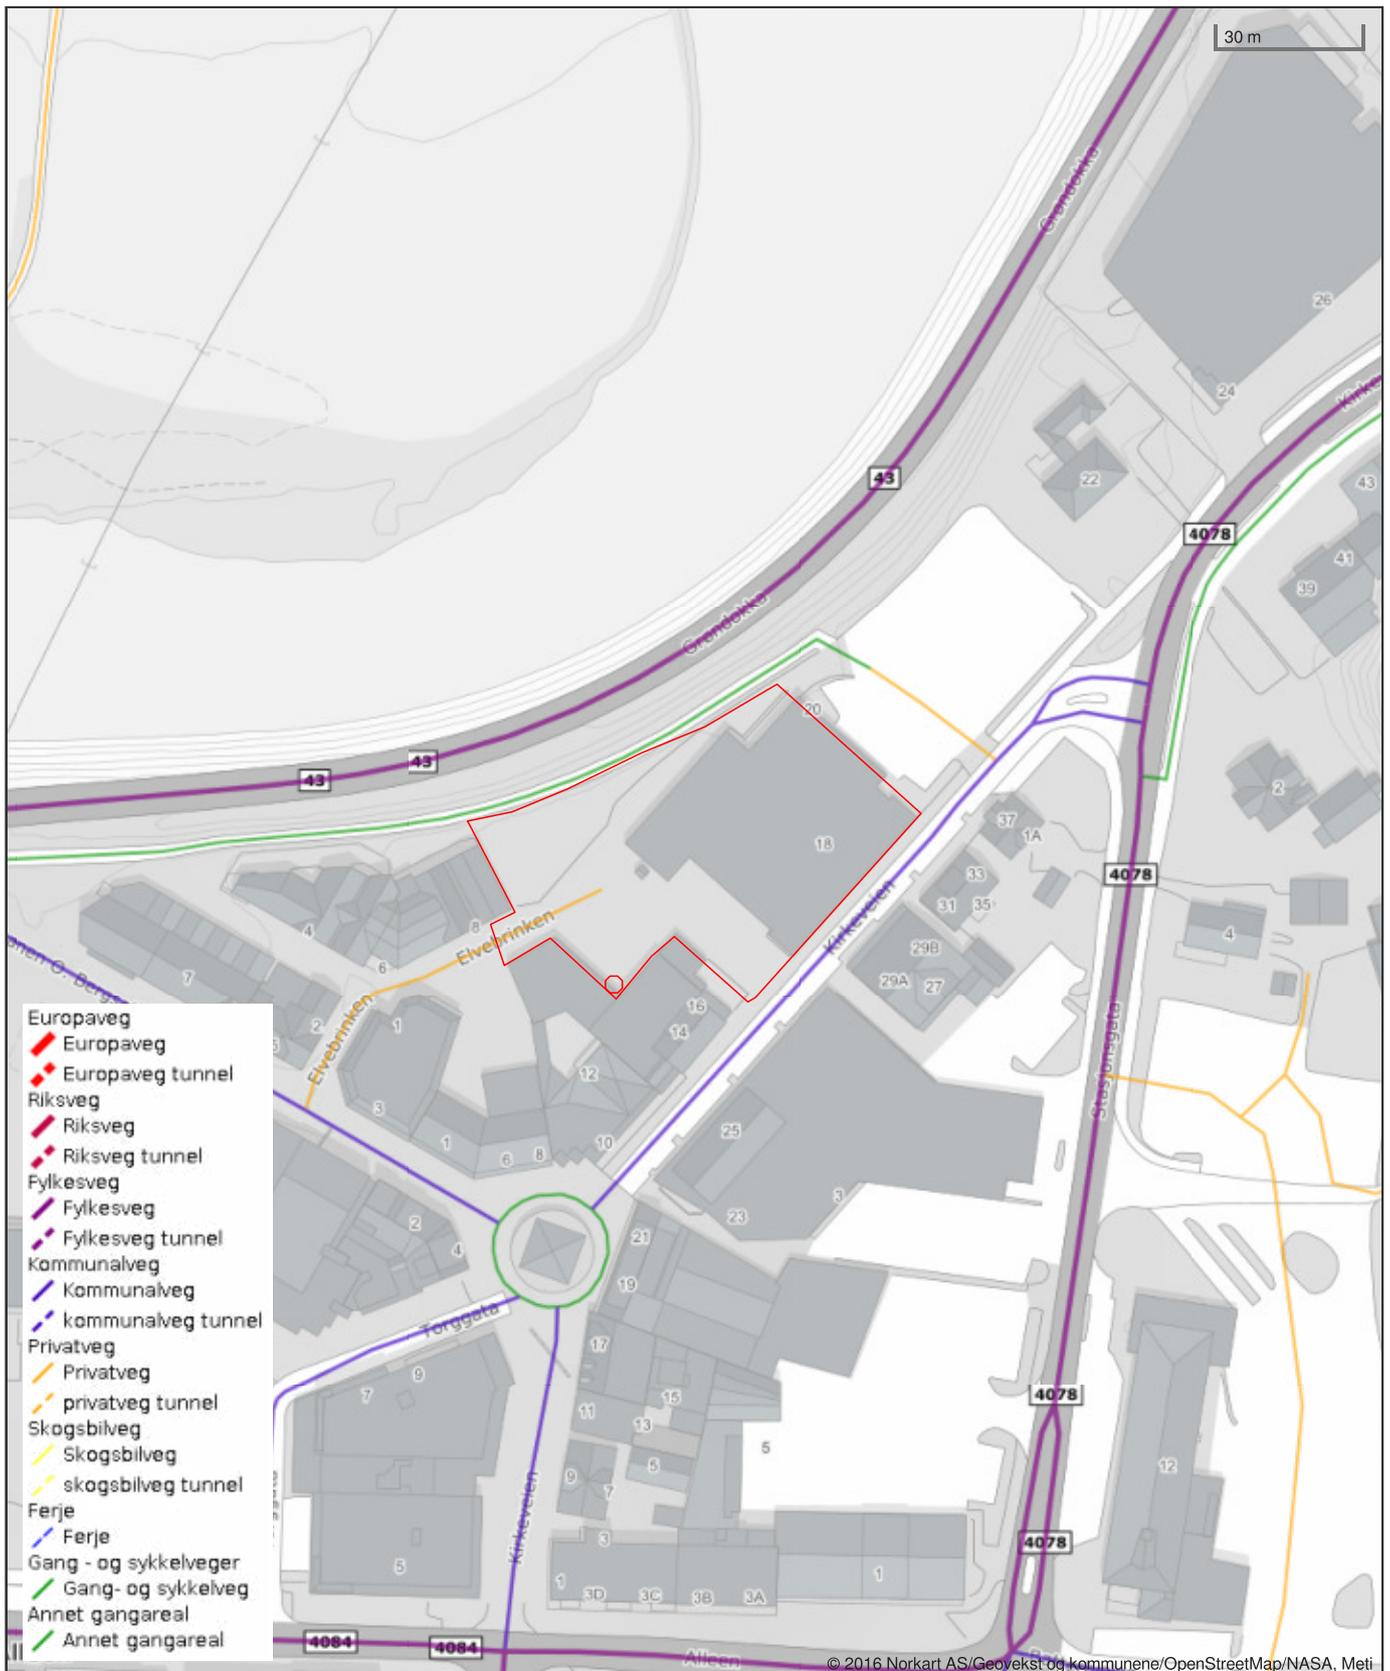 30 m
Grandokka
26
24
Kirke
43
22
43
4078
41
39
Grandokka
20
43
43
2
37
1A
18
33
4078
31
35
8
Elvebrinken
Kirkeveien
29B
4
4
6
7
29A
27
16
2
1
14
Elvebrinken
12
3
Stasjonsgata
25
1
10
6
8
3
23
2
4
21
19
Torggata
17
9
7
15
11
13
4078
5
5
12
9
7
Kirkeveien
3
4078
5
1
1
3D
3C
3B
3A
4084
4084
Alleen
Europaveg
Europaveg
Europaveg tunnel
Riksveg
Riksveg
Riksveg tunnel
Fylkesveg
Fylkesveg
Fylkesveg tunnel
Kommunalveg
Kommunalveg
kommunalveg tunnel
Privatveg
Privatveg
privatveg tunnel
Skogsbilveg
Skogsbilveg
skogsbilveg tunnel
Ferje
Ferje
Gang - og sykkelveger
Gang- og sykkelveg
Annet gangareal
Annet gangareal
© 2016 Norkart AS/Geovekst og kommunene/OpenStreetMap/NASA, Meti